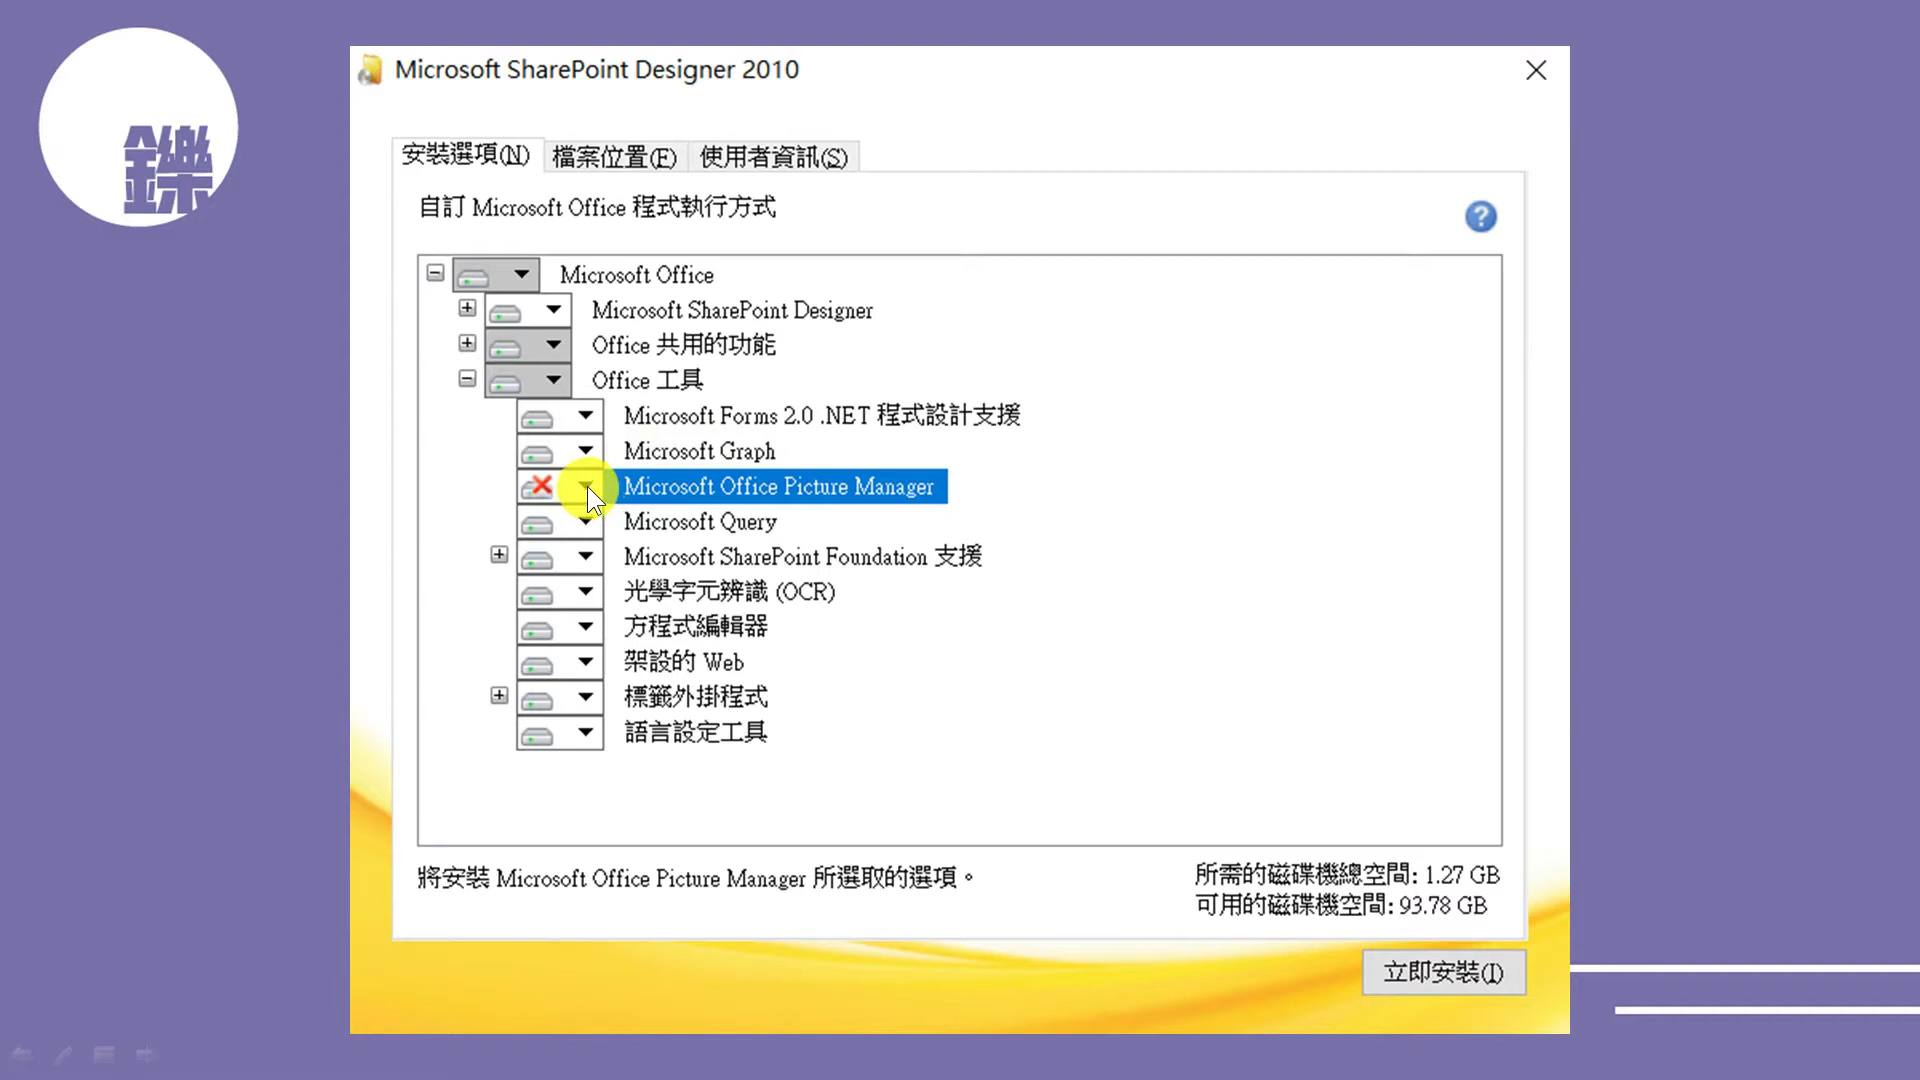 鑠
Microsoft SharePoint Designer 2010
安裝選項(N) 檔案位置(F) 使用者資訊(S)
自訂 Microsoft Office 程式執行方式
Microsoft Office
Microsoft SharePoint Designer
Office 共用的功能
Office 工具
Microsoft Forms 2.0 .NET 程式設計支援
Microsoft Graph
Microsoft Office Picture Manager
Microsoft Query
Microsoft SharePoint Foundation 支援
光學字元辨識 (OCR)
方程式編輯器
架設的 Web
標籤外掛程式
語言設定工具
將安裝 Microsoft Office Picture Manager 所選取的選項。
所需的磁碟機總空間: 1.27 GB
可用的磁碟機空間: 93.78 GB
立即安裝(I)